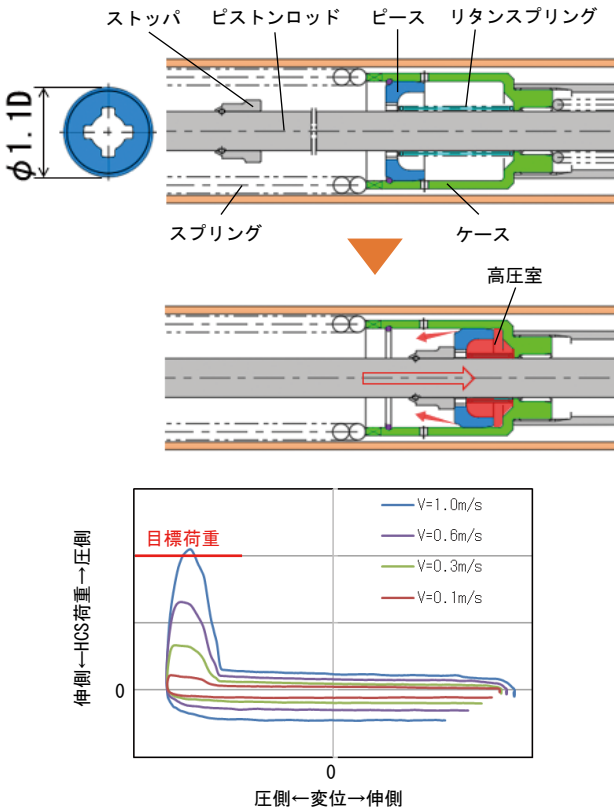 ストッパ
ピストンロッド
ピース
リタンスプリング
φ1.1D
スプリング
ケース
高圧室
目標荷重
V=1.0m/s
V=0.6m/s
V=0.3m/s
V=0.1m/s
伸側←HCS荷重→圧側
0
0
圧側←変位→伸側